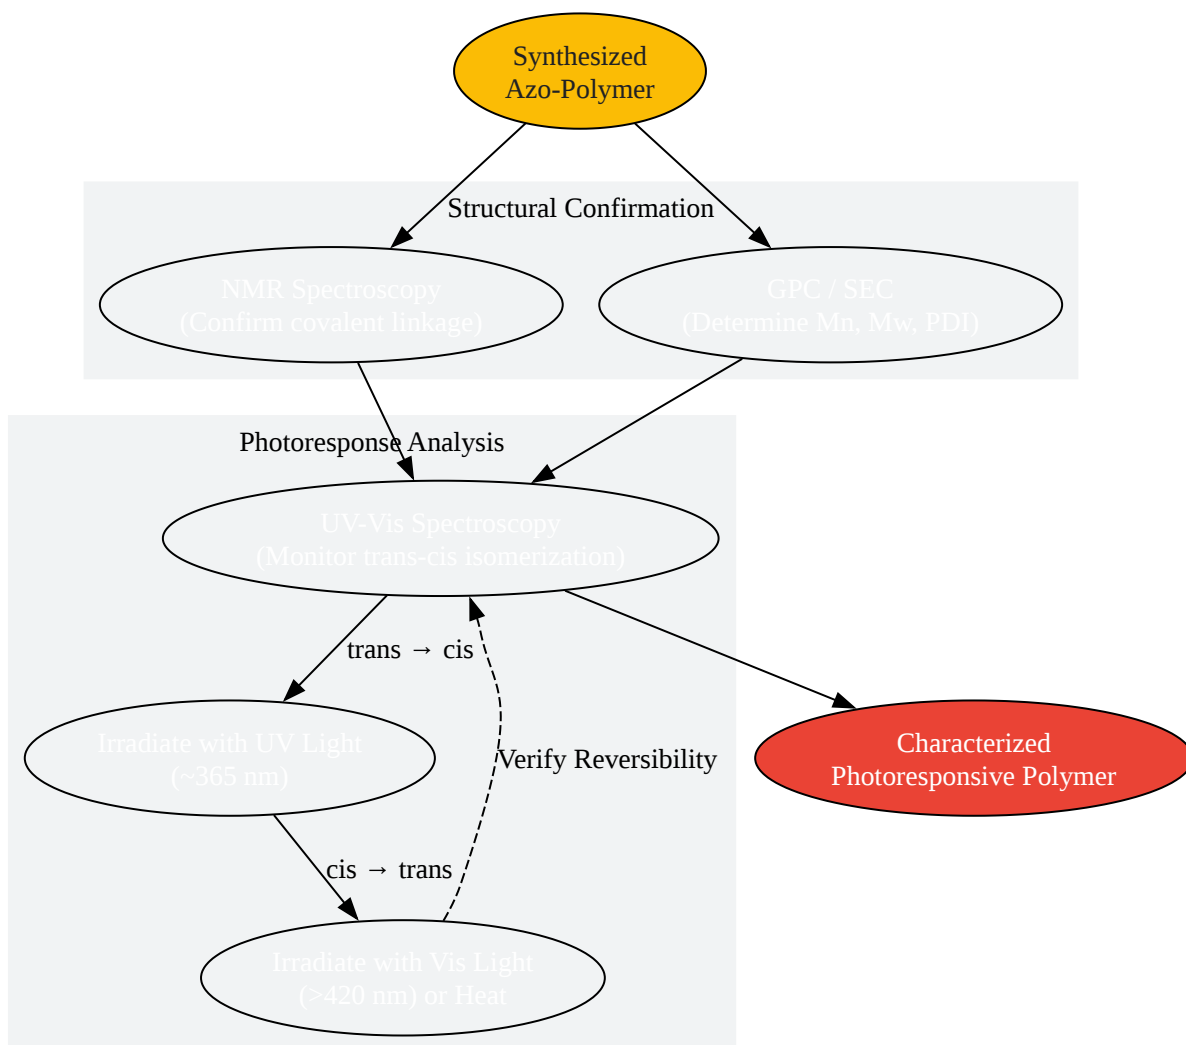 Synthesized
Azo-Polymer
Structural Confirmation
NMR Spectroscopy
(Confirm covalent linkage)
GPC / SEC
(Determine Mn, Mw, PDI)
Photoresponse Analysis
UV-Vis Spectroscopy
(Monitor trans-cis isomerization)
trans → cis
Irradiate with UV Light
(~365 nm)
Verify Reversibility
Characterized
Photoresponsive Polymer
cis → trans
Irradiate with Vis Light
(>420 nm) or Heat